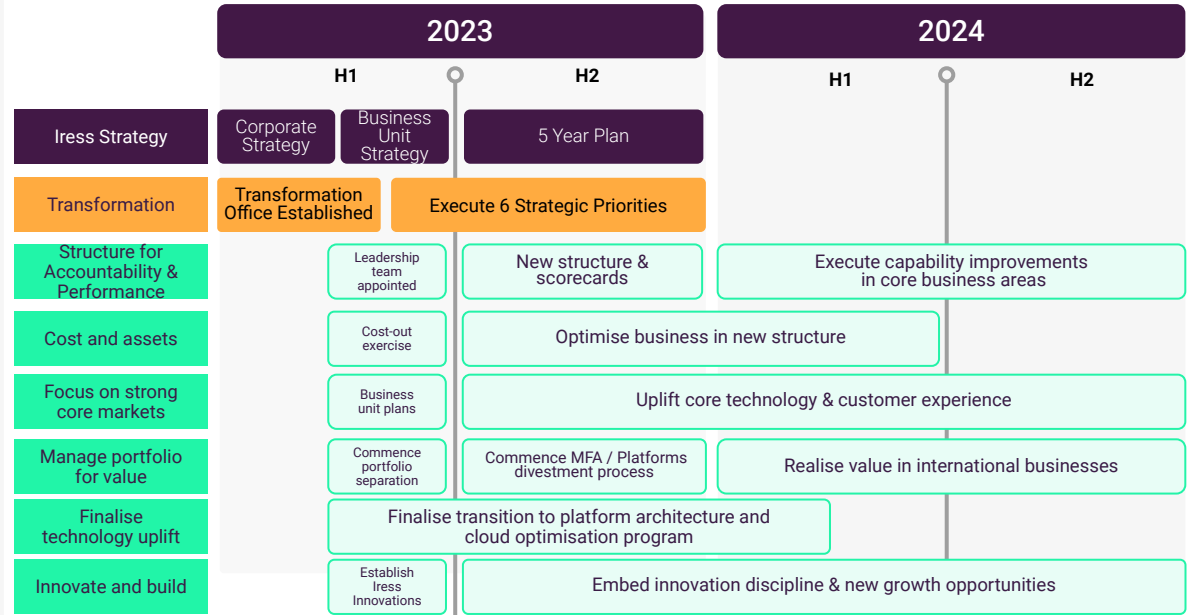 2023
2024
H1
H2
H1
H2
Iress Strategy
Corporate
Strategy
Business
Unit
Strategy
5 Year Plan
Transformation
Transformation
Office Established
Execute 6 Strategic Priorities
Structure for
Accountability &
Performance
Leadership
team
appointed
New structure &
scorecards
Execute capability improvements
in core business areas
Cost and assets
Cost-out
exercise
Optimise business in new structure
Focus on strong
core markets
Business
unit plans
Uplift core technology & customer experience
Manage portfolio
for value
Commence
portfolio
separation
Commence MFA / Platforms
divestment process
Realise value in international businesses
Finalise
technology uplift
Finalise transition to platform architecture and
cloud optimisation program
Innovate and build
Establish
Iress
Innovations
Embed innovation discipline & new growth opportunities